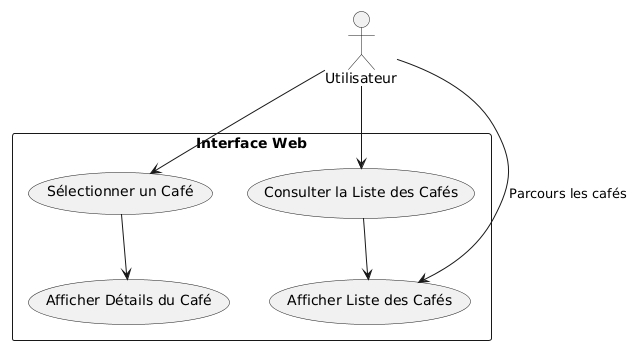 Utilisateur
Interface Web
Sélectionner un Café
Consulter la Liste des Cafés
Parcours les cafés
Afficher Détails du Café
Afficher Liste des Cafés